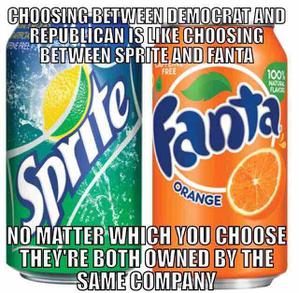 CHOOSING BETWEEN DEMOCRAT AND
REPUBLICAN IS LIKE CHOOSING
BETWEEN SPRITE AND FANTA
FREE
100%
NATURAL
FLAVORS
Sprite
Fanta
ORANGE
NO MATTER WHICH YOU CHOOSE
THEY'RE BOTH OWNED BY THE
SAME COMPANY